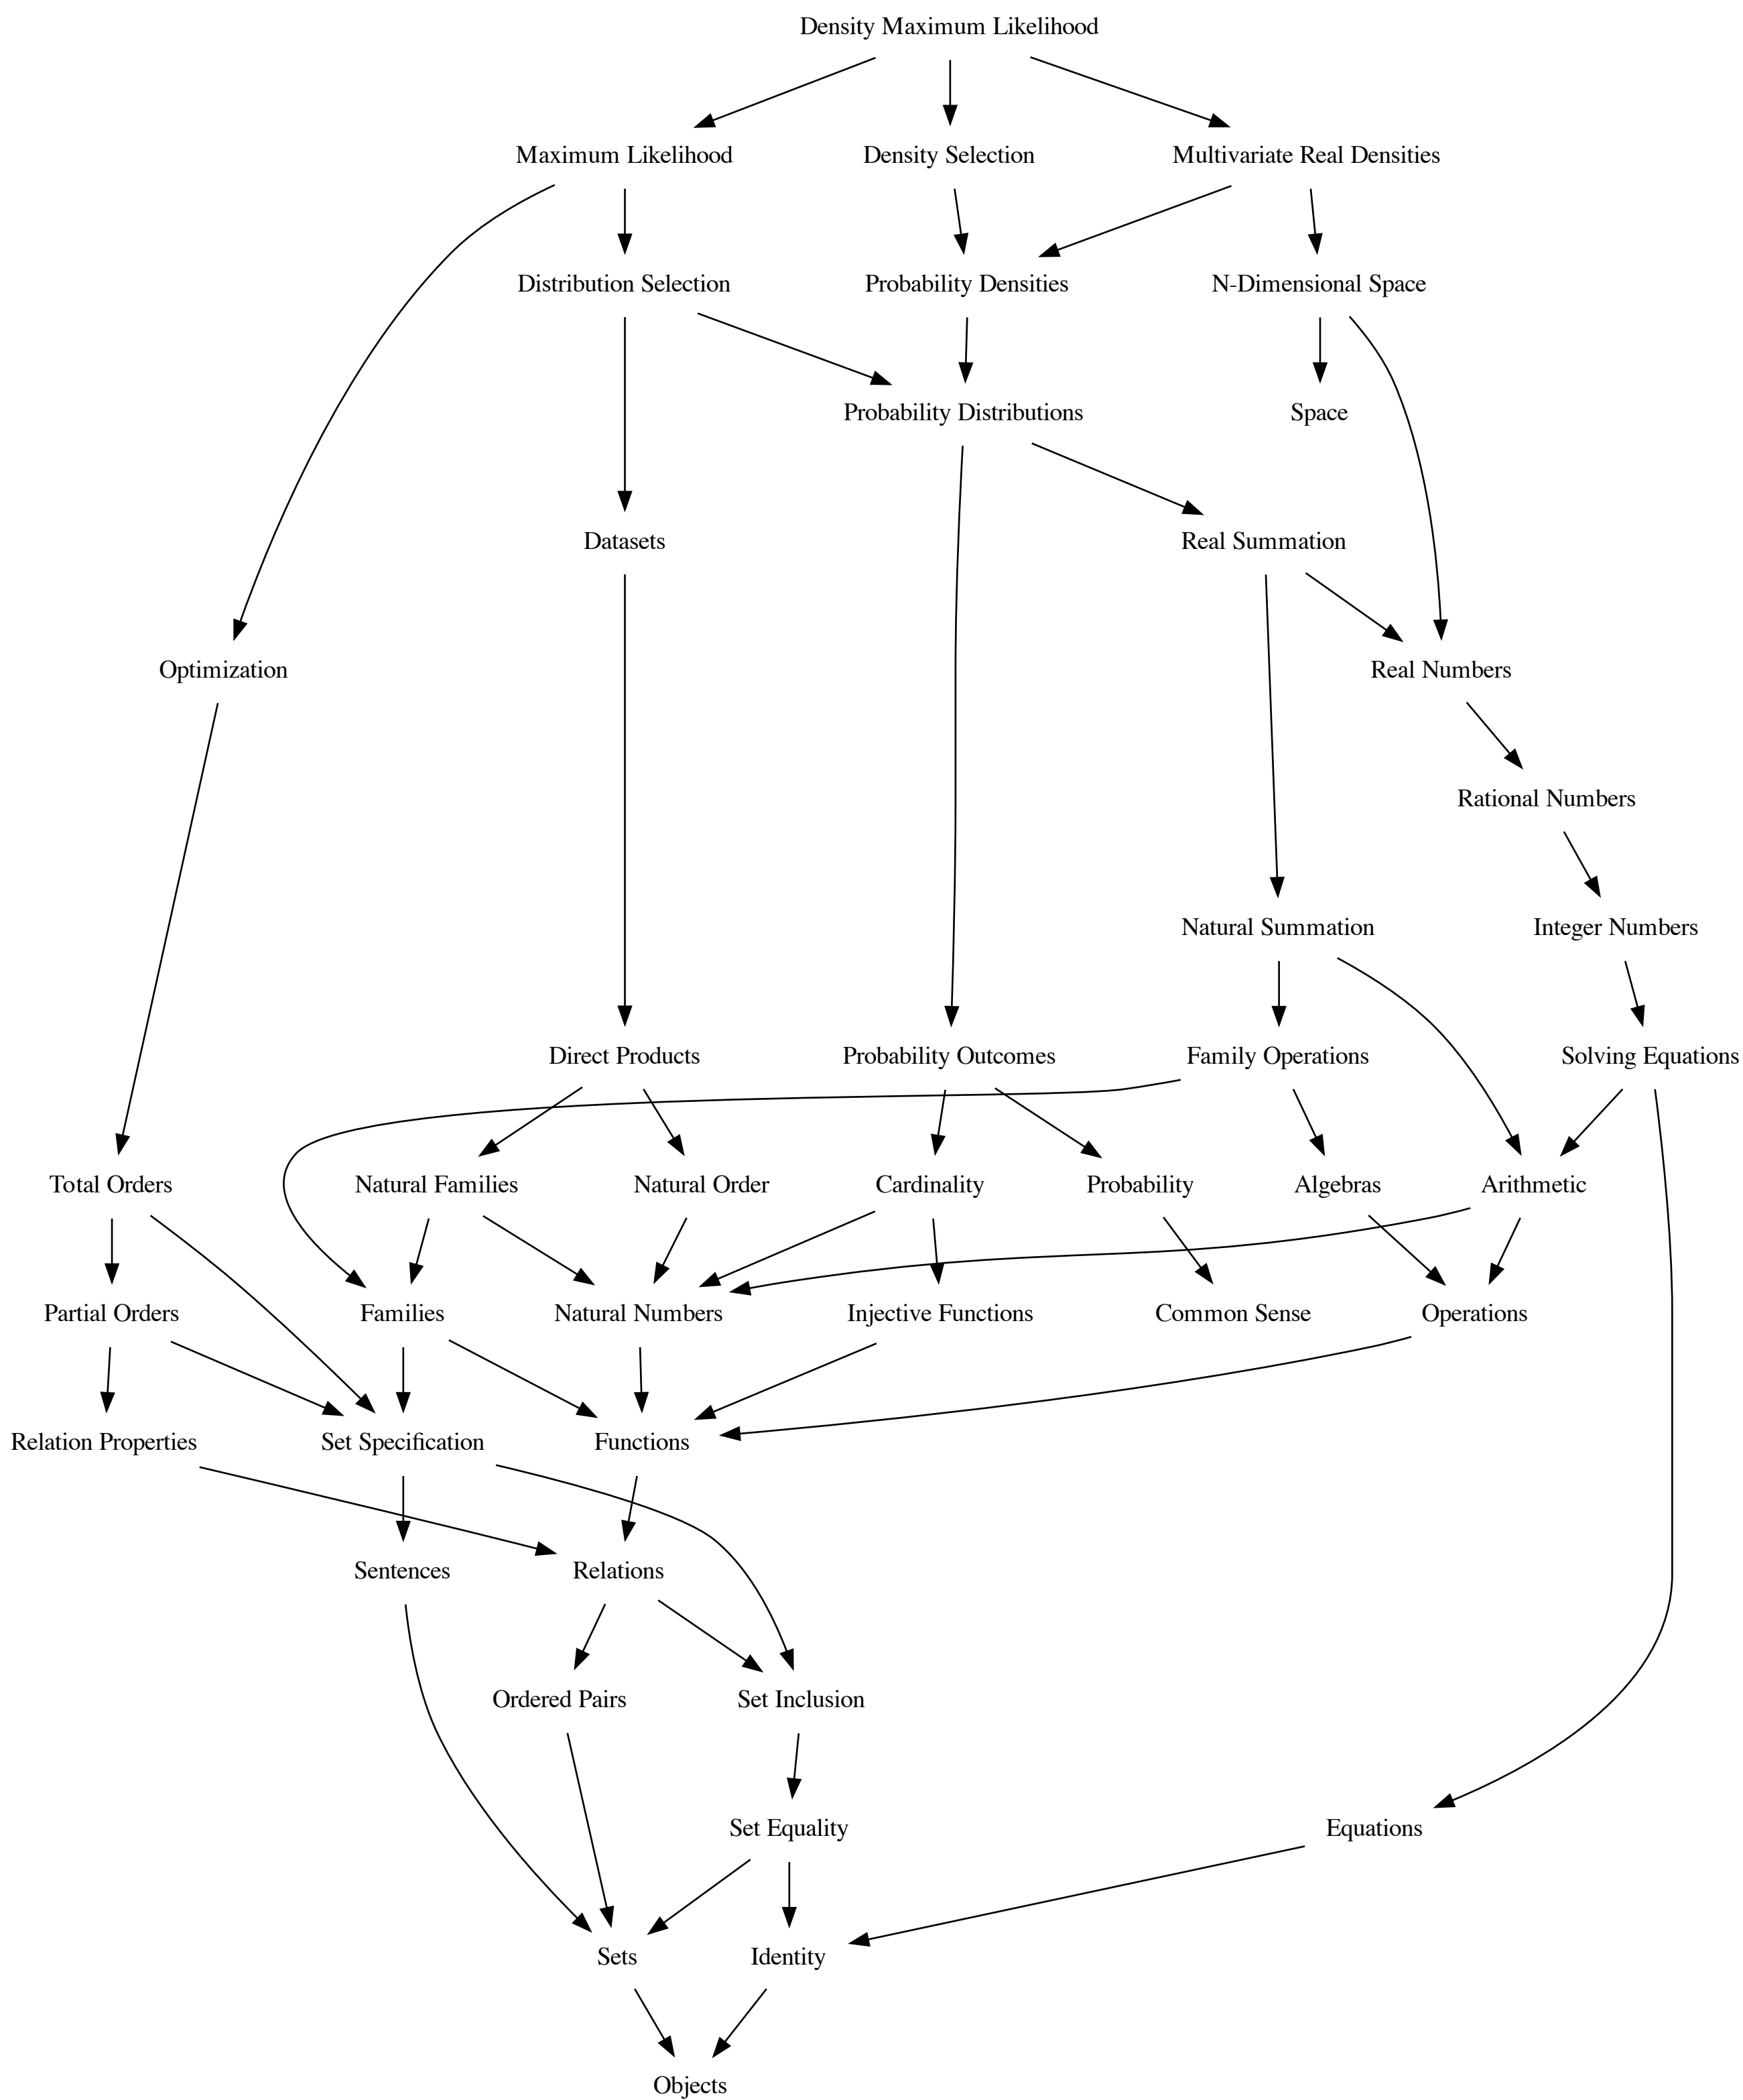 Density Maximum Likelihood
Maximum Likelihood
Density Selection
Multivariate Real Densities
Distribution Selection
Probability Densities
N-Dimensional Space
Probability Distributions
Space
Datasets
Real Summation
Optimization
Real Numbers
Rational Numbers
Natural Summation
Integer Numbers
Direct Products
Probability Outcomes
Family Operations
Solving Equations
Total Orders
Natural Families
Natural Order
Cardinality
Probability
Algebras
Arithmetic
Partial Orders
Families
Natural Numbers
Injective Functions
Common Sense
Operations
Relation Properties
Set Specification
Functions
Sentences
Relations
Ordered Pairs
Set Inclusion
Set Equality
Equations
Sets
Identity
Objects